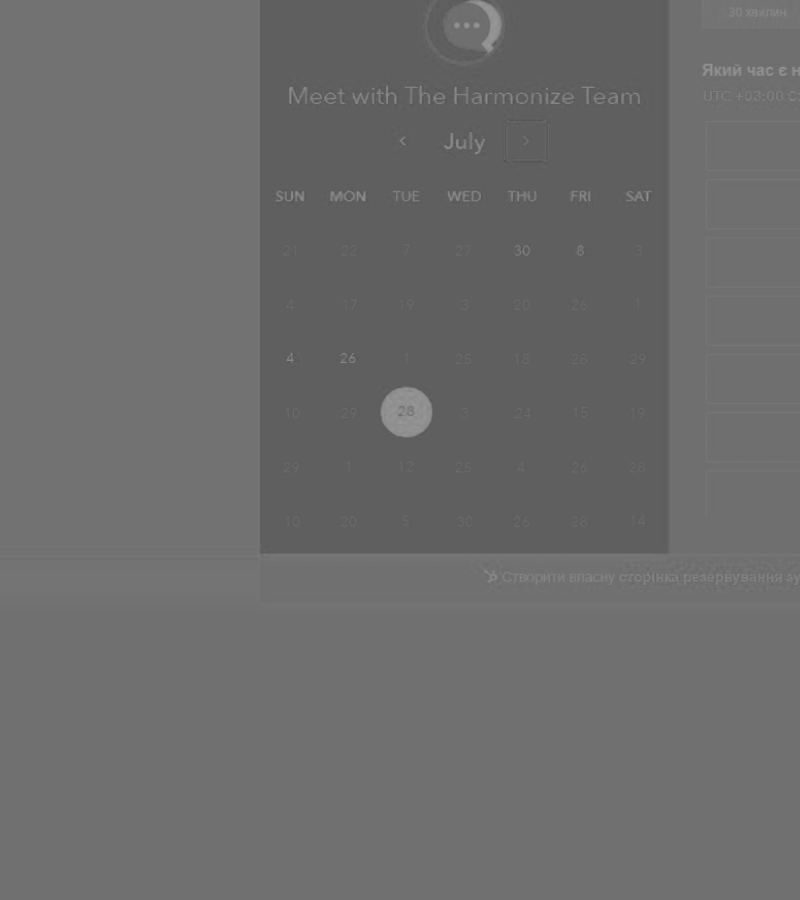 30 хвилин
Meet with The Harmonize Team
Який час є
UTC +03:00
< July >
SUN MON TUE WED THU FRI SAT
21 22 7 27 30 8 3
4 17 19 3 20 26 1
4 26 1 25 18 28 29
10 29 28 3 24 15 19
29 1 12 25 4 26 28
10 20 5 30 26 28 14
Створити власну сторінка резервування